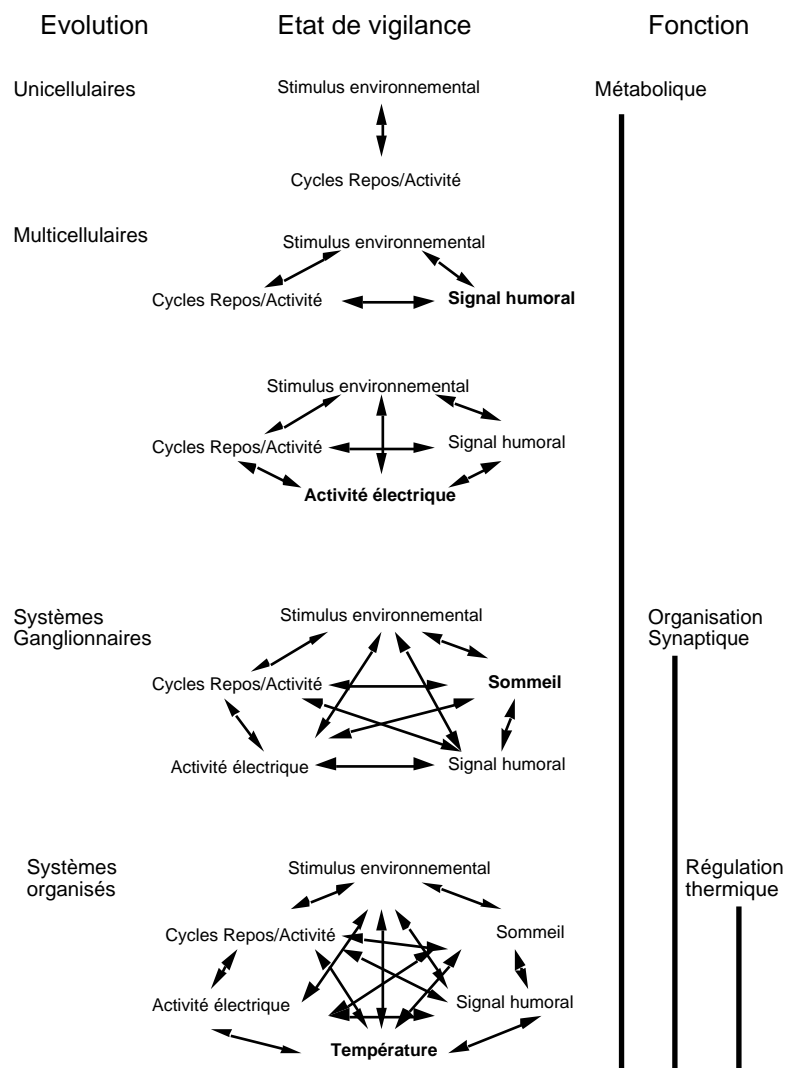 Evolution Etat de vigilance Fonction
Unicellulaires Stimulus environnemental Métabolique
Cycles Repos/Activité
Multicellulaires Stimulus environnemental
Cycles Repos/Activité Signal humoral
Stimulus environnemental
Cycles Repos/Activité Signal humoral
Activité électrique
Systèmes Ganglionnaires
Stimulus environnemental
Organisation Synaptique
Cycles Repos/Activité Sommeil
Activité électrique Signal humoral
Systèmes organisés
Stimulus environnemental
Régulation thermique
Cycles Repos/Activité Sommeil
Activité électrique Signal humoral
Température